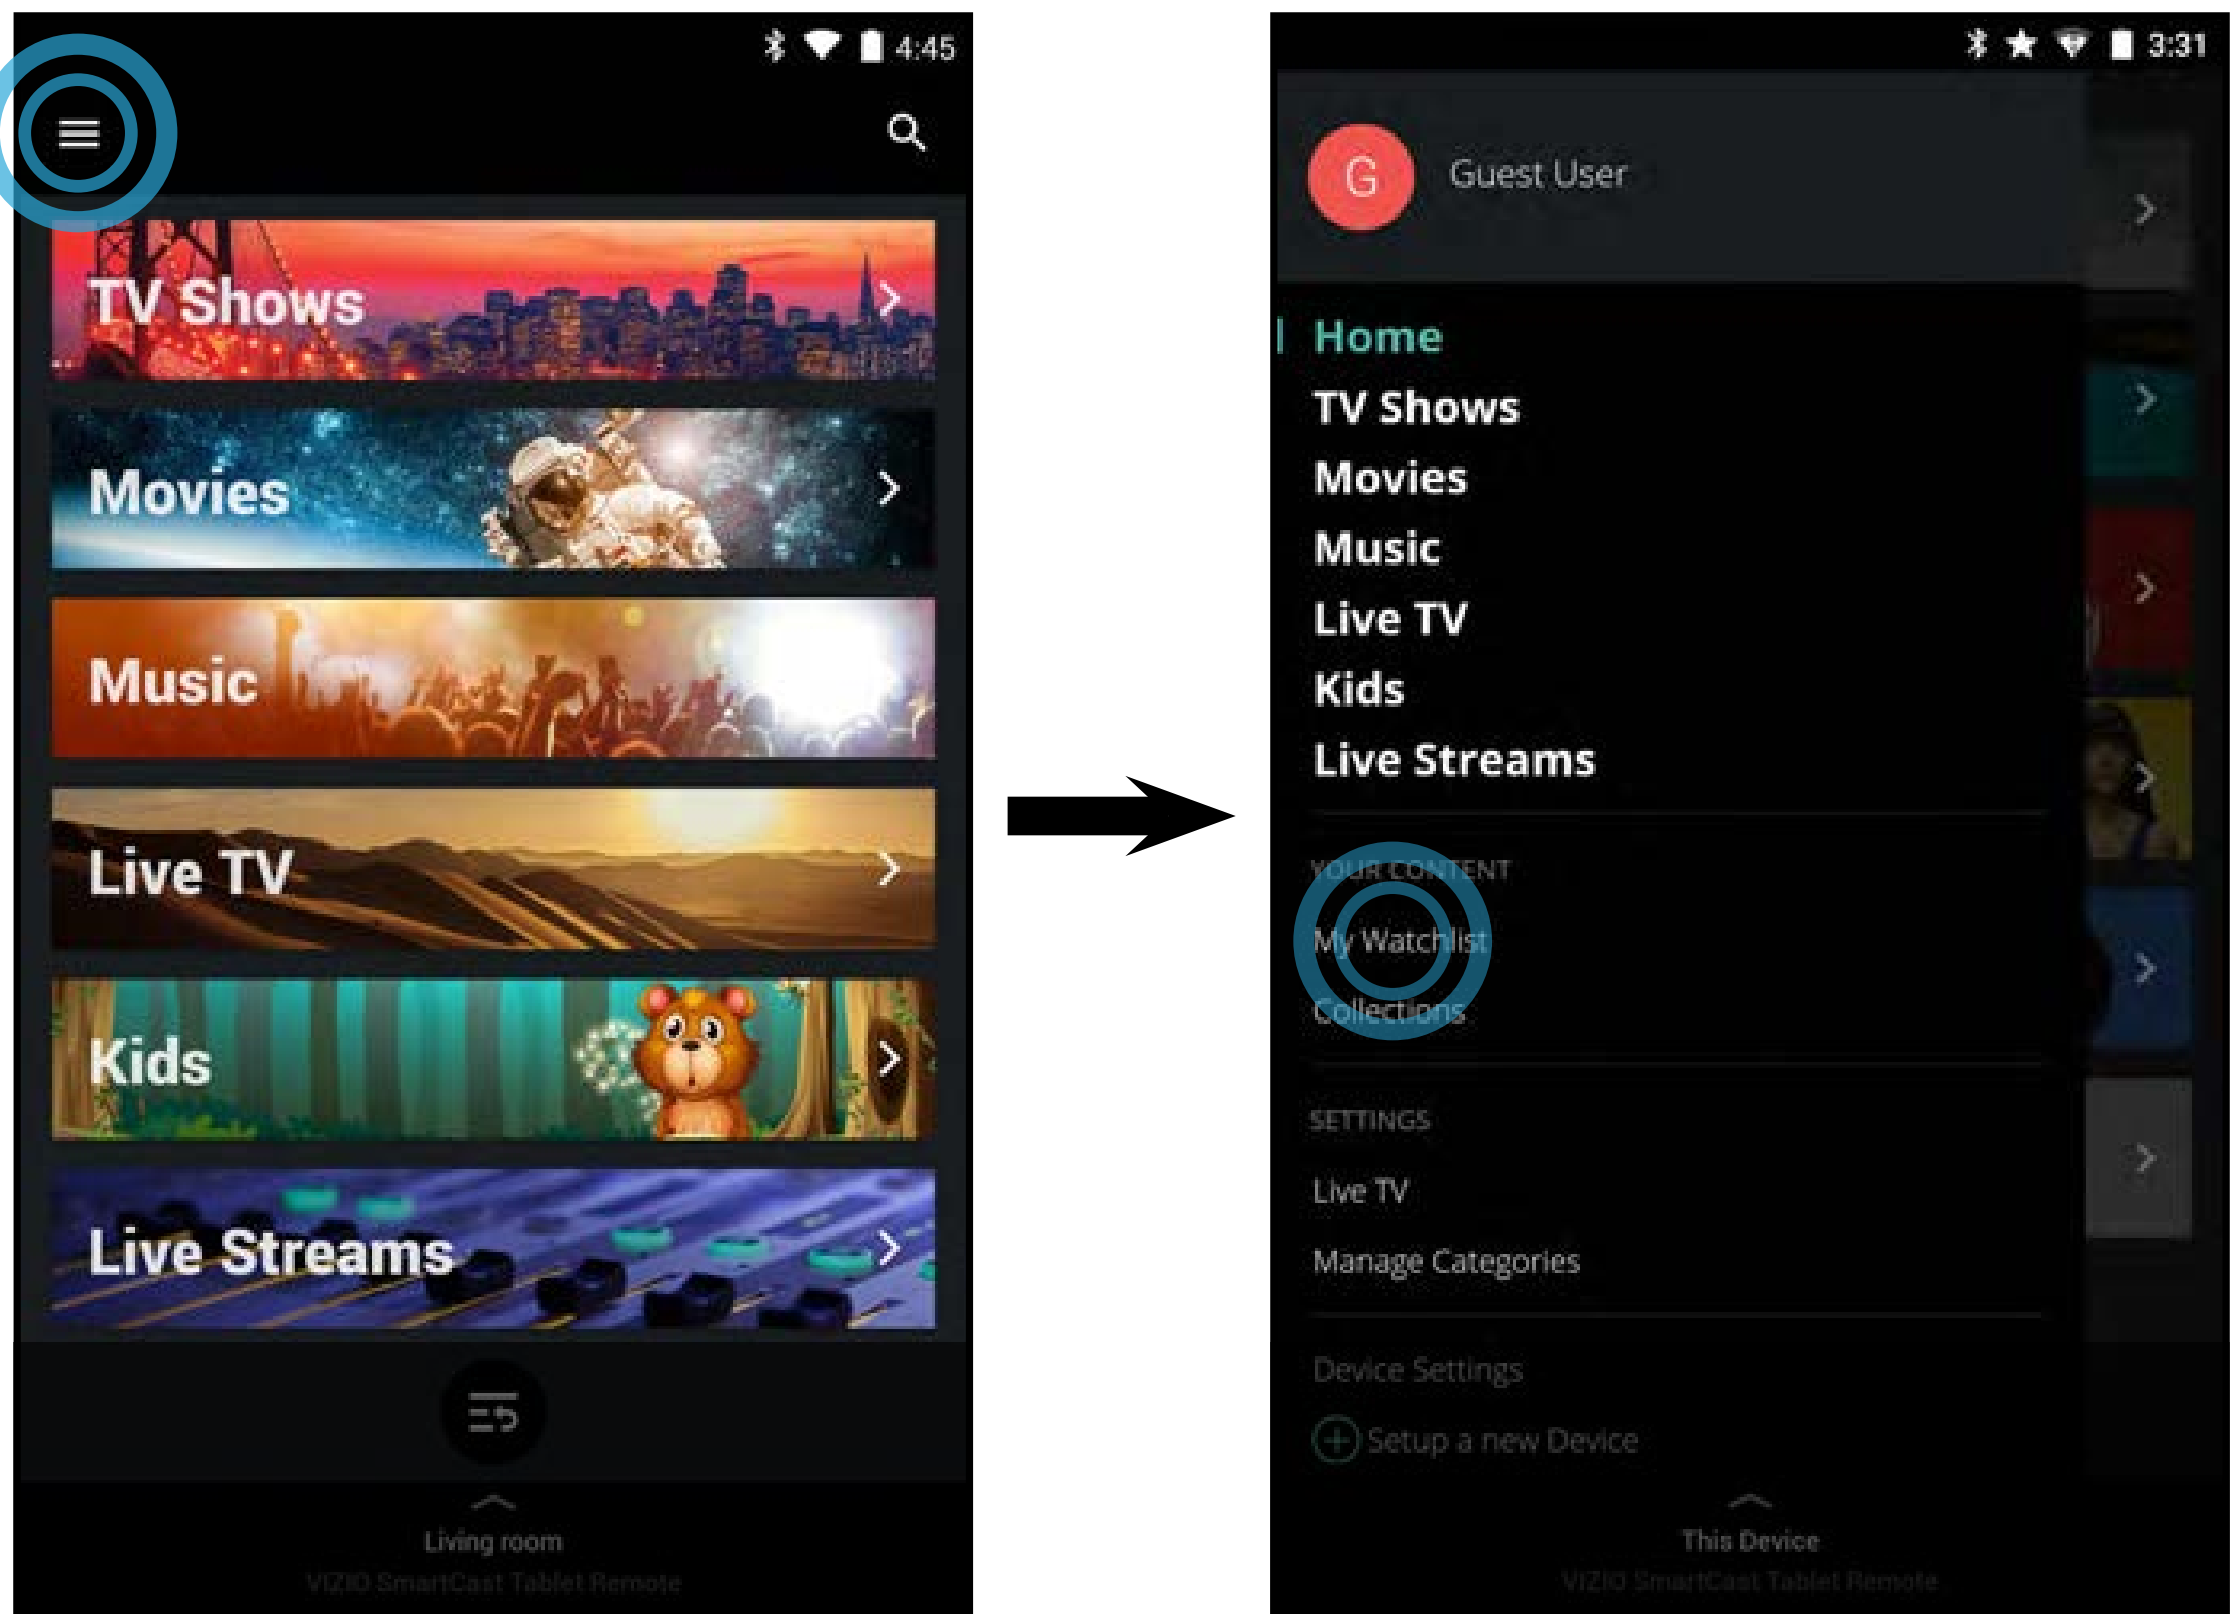 4:45
TV Shows
Movies
Music
Live TV
Kids
Live Streams
Living room
VIZIO SmartCast Tablet Remote
3:31
G
Guest User
Home
TV Shows
Movies
Music
Live TV
Kids
Live Streams
YOUR CONTENT
My Watchlist
Collections
SETTINGS
Live TV
Manage Categories
Device Settings
Setup a new Device
This Device
VIZIO SmartCast Tablet Remote